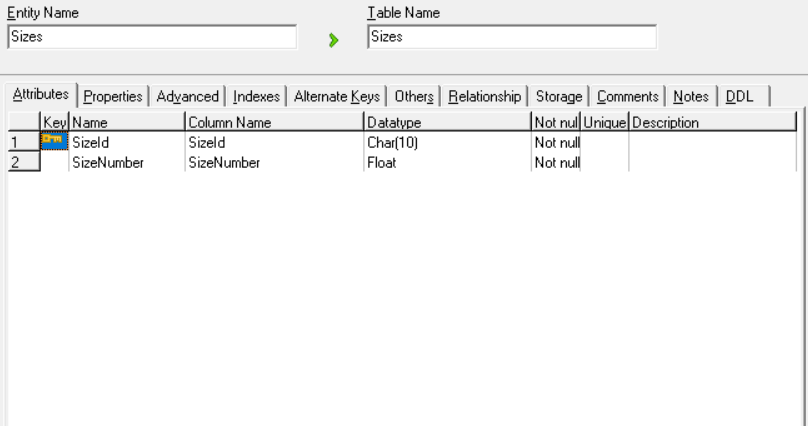 Entity Name Table Name
Sizes Sizes
Attributes Properties Advanced Indexes Alternate Keys Others Relationship Storage Comments Notes DDL
Key Name Column Name Datatype Not nul Unique Description
1 SizeId SizeId Char(10) Not null
2 SizeNumber SizeNumber Float Not null